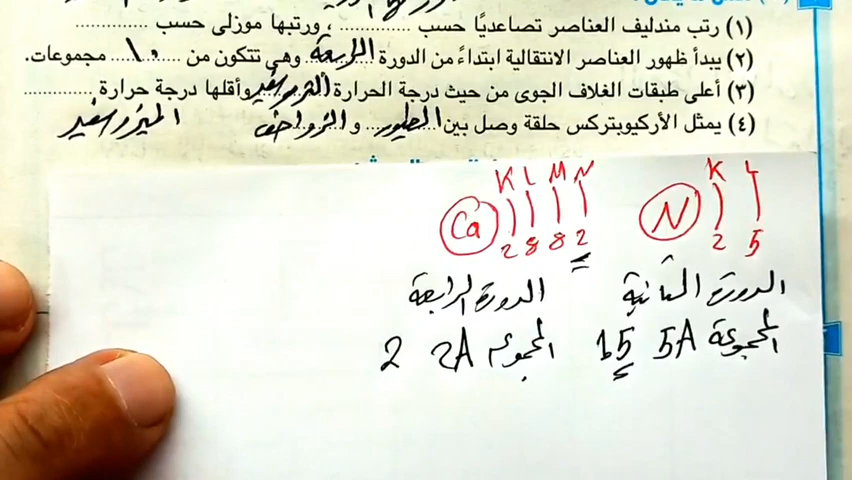 (١) رتب مندليف العناصر تصاعديًا حسب .............. ، ورتبها موزلى حسب ..............
(٢) يبدأ ظهور العناصر الانتقالية ابتداءً من الدورة الرابعة وهي تتكون من ١٠ مجموعات.
(٣) أعلى طبقات الغلاف الجوى من حيث درجة الحرارة الثرموسفير وأقلها درجة حرارة ..............
الميزوسفير
(٤) يمثل الأركيوبتركس حلقة وصل بين الطيور و الزواحف
K L M N K L
Ca 2 8 8 2 N 2 5
الدورة الثانية الدورة الرابعة
المجموعة 5A 15 المجموعة 2A 2